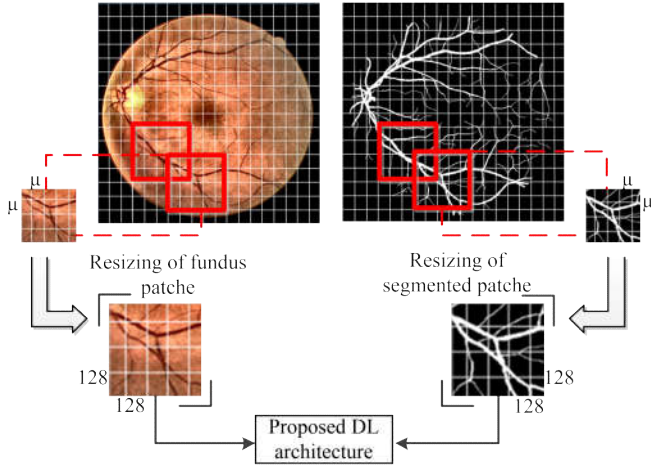 μ
μ
μ
μ
Resizing of fundus
patche
Resizing of
segmented patche
128
128
128
128
Proposed DL
architecture